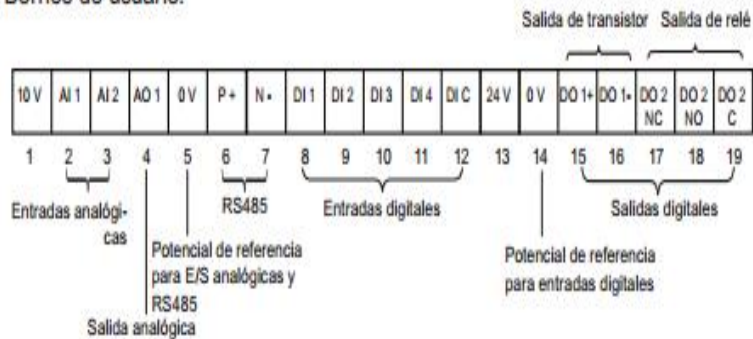 Bornes de usuario:
Salida de transistor Salida de relé
10 V AI 1 AI 2 AO 1 0 V P + N - DI 1 DI 2 DI 3 DI 4 DI C 24 V 0 V DO 1+ DO 1- DO 2 NC DO 2 NO DO 2 C
1 2 3 4 5 6 7 8 9 10 11 12 13 14 15 16 17 18 19
Entradas analógi-
cas
RS485
Entradas digitales
Salidas digitales
Potencial de referencia
para E/S analógicas y
RS485
Potencial de referencia
para entradas digitales
Salida analógica